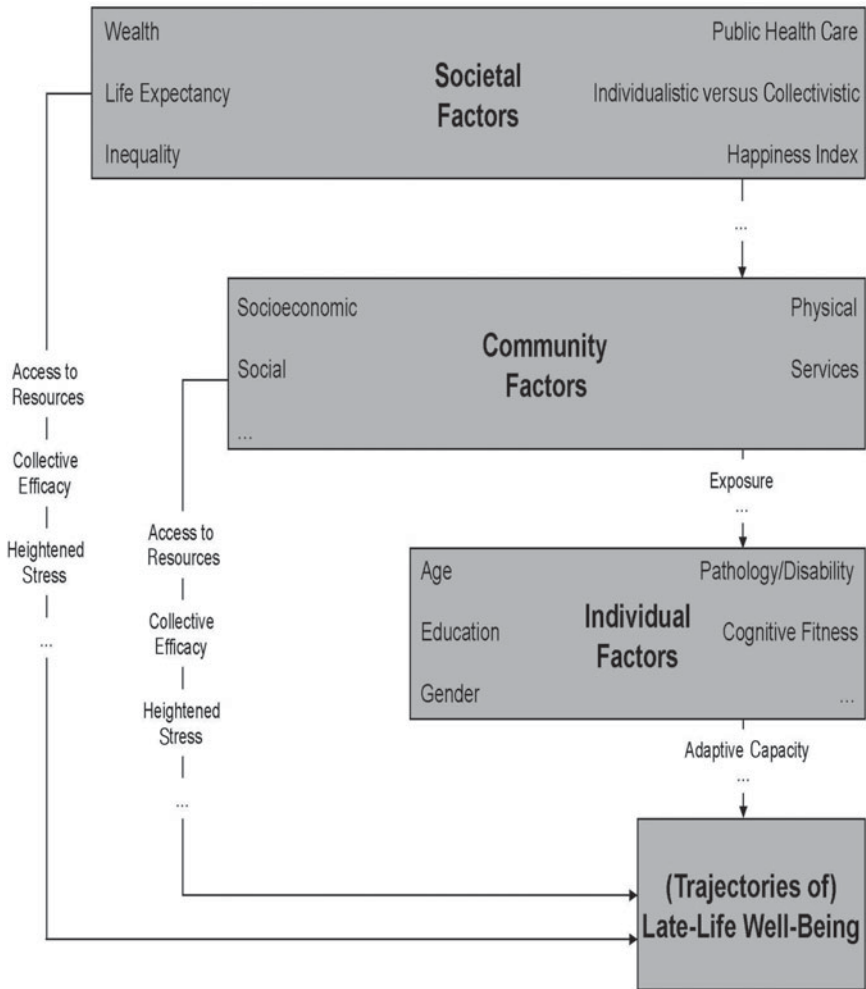 Wealth
Public Health Care
Societal
Factors
Life Expectancy
Individualistic versus Collectivistic
Inequality
Happiness Index
...
Socioeconomic
Physical
Community
Factors
Social
Services
...
Access to
Resources
Collective
Efficacy
Heightened
Stress
...
Exposure
...
Access to
Resources
Collective
Efficacy
Heightened
Stress
...
Age
Pathology/Disability
Individual
Factors
Education
Cognitive Fitness
Gender
...
Adaptive Capacity
...
(Trajectories of)
Late-Life Well-Being